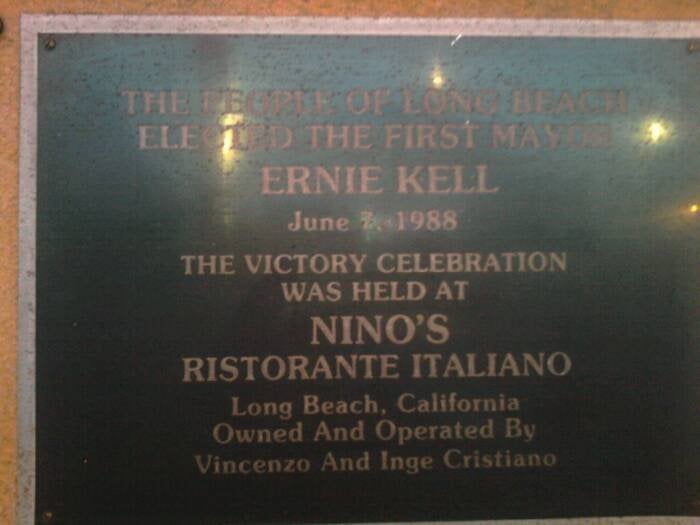 THE PEOPLE OF LONG BEACH
ELECTED THE FIRST MAYOR
ERNIE KELL
June 7, 1988
THE VICTORY CELEBRATION
WAS HELD AT
NINO'S
RISTORANTE ITALIANO
Long Beach, California
Owned And Operated By
Vincenzo And Inge Cristiano